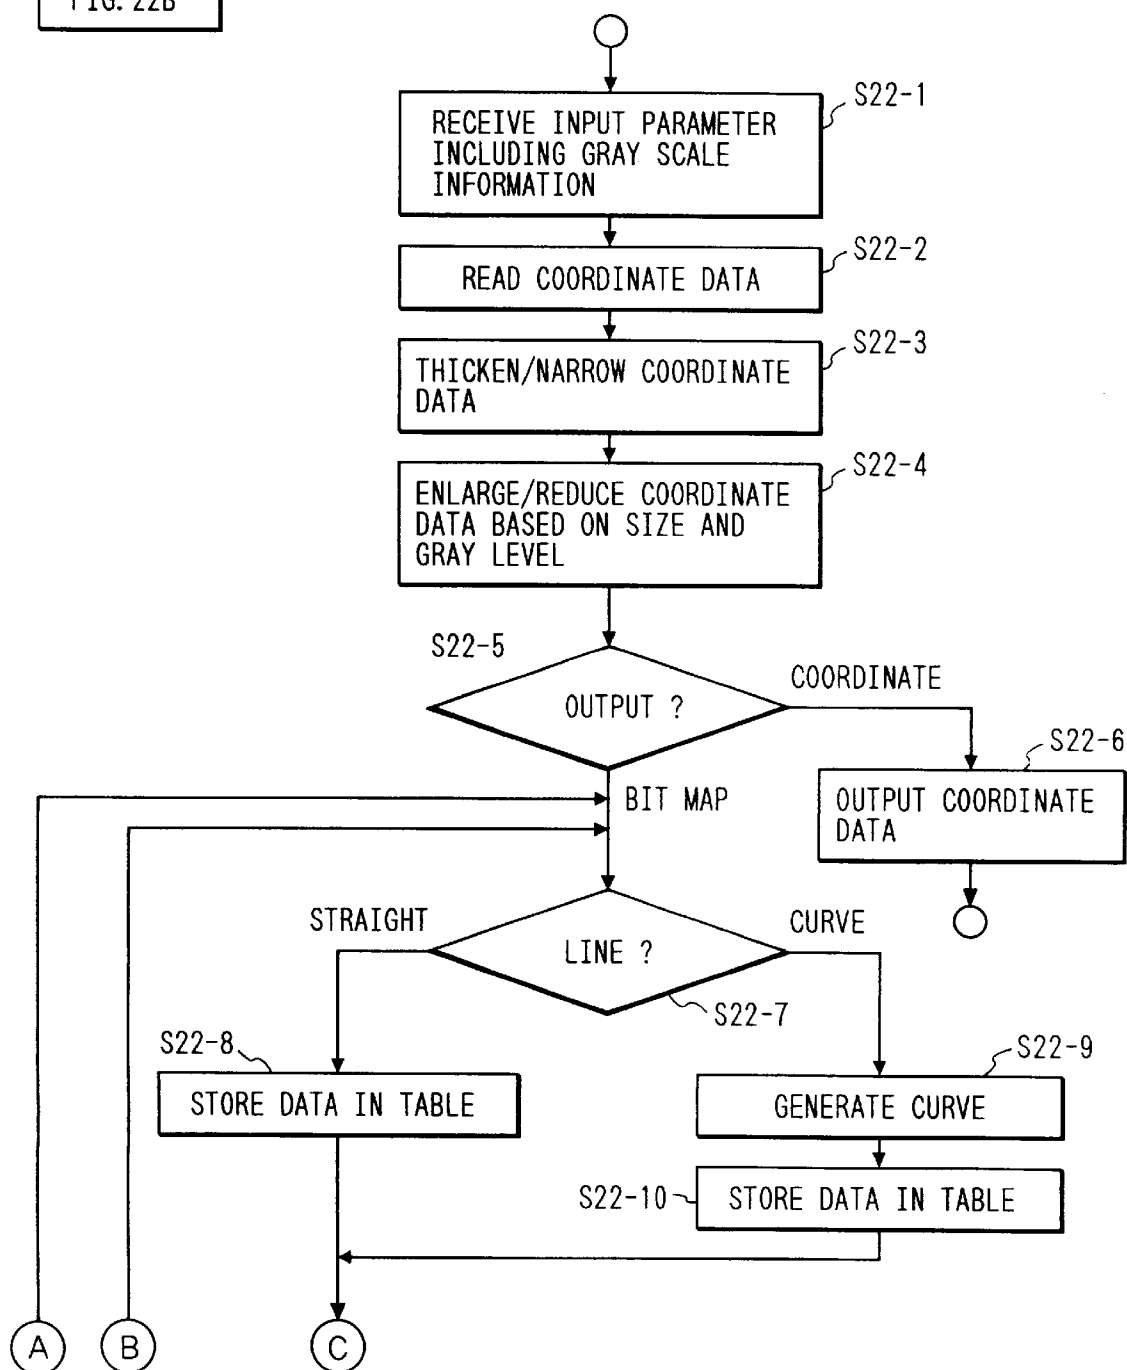 FIG. 22B
S22-1
RECEIVE INPUT PARAMETER
INCLUDING GRAY SCALE
INFORMATION
S22-2
READ COORDINATE DATA
S22-3
THICKEN/NARROW COORDINATE
DATA
S22-4
ENLARGE/REDUCE COORDINATE
DATA BASED ON SIZE AND
GRAY LEVEL
S22-5
OUTPUT ?
COORDINATE
S22-6
OUTPUT COORDINATE
DATA
BIT MAP
STRAIGHT
LINE ?
CURVE
S22-7
S22-8
STORE DATA IN TABLE
S22-9
GENERATE CURVE
S22-10
STORE DATA IN TABLE
A
B
C